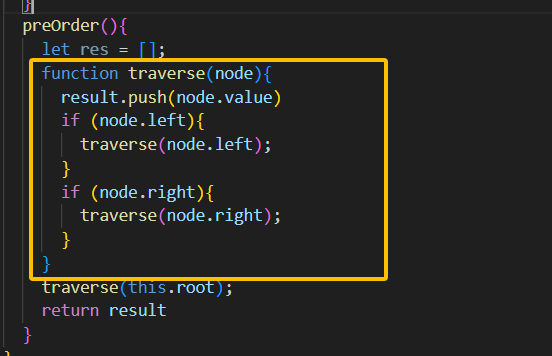 }
preOrder(){
let res = [];
function traverse(node){
result.push(node.value)
if (node.left){
traverse(node.left);
}
if (node.right){
traverse(node.right);
}
}
traverse(this.root);
return result
}